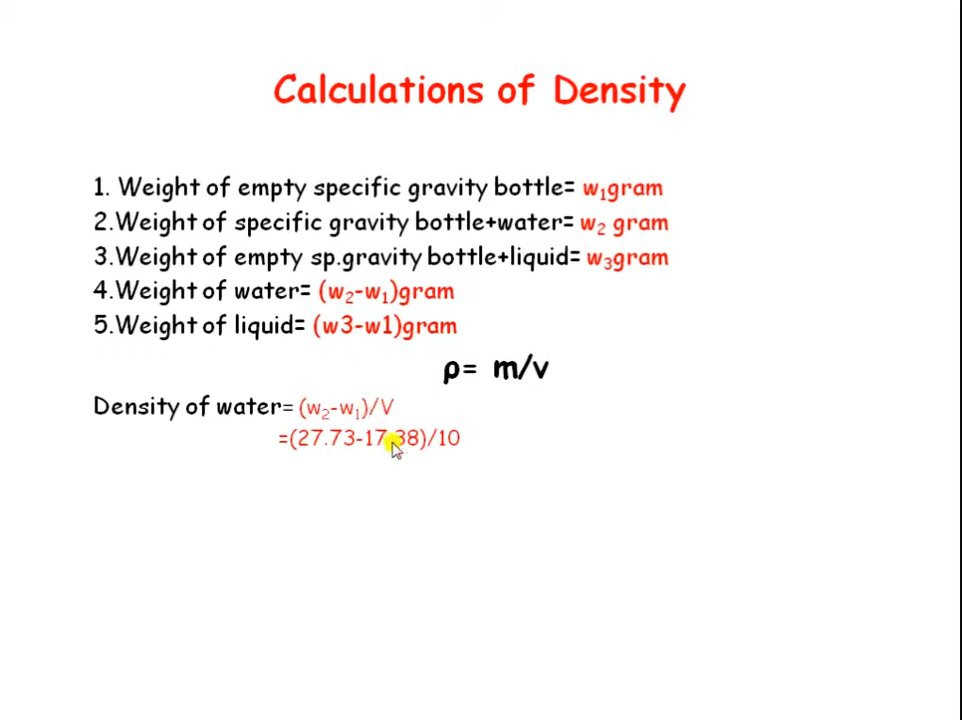 Calculations of Density
1. Weight of empty specific gravity bottle= w₁gram
2.Weight of specific gravity bottle+water= w₂ gram
3.Weight of empty sp.gravity bottle+liquid= w₃gram
4.Weight of water= (w₂-w₁)gram
5.Weight of liquid= (w3-w1)gram
ρ= m/v
Density of water= (w₂-w₁)/V
=(27.73-17.38)/10